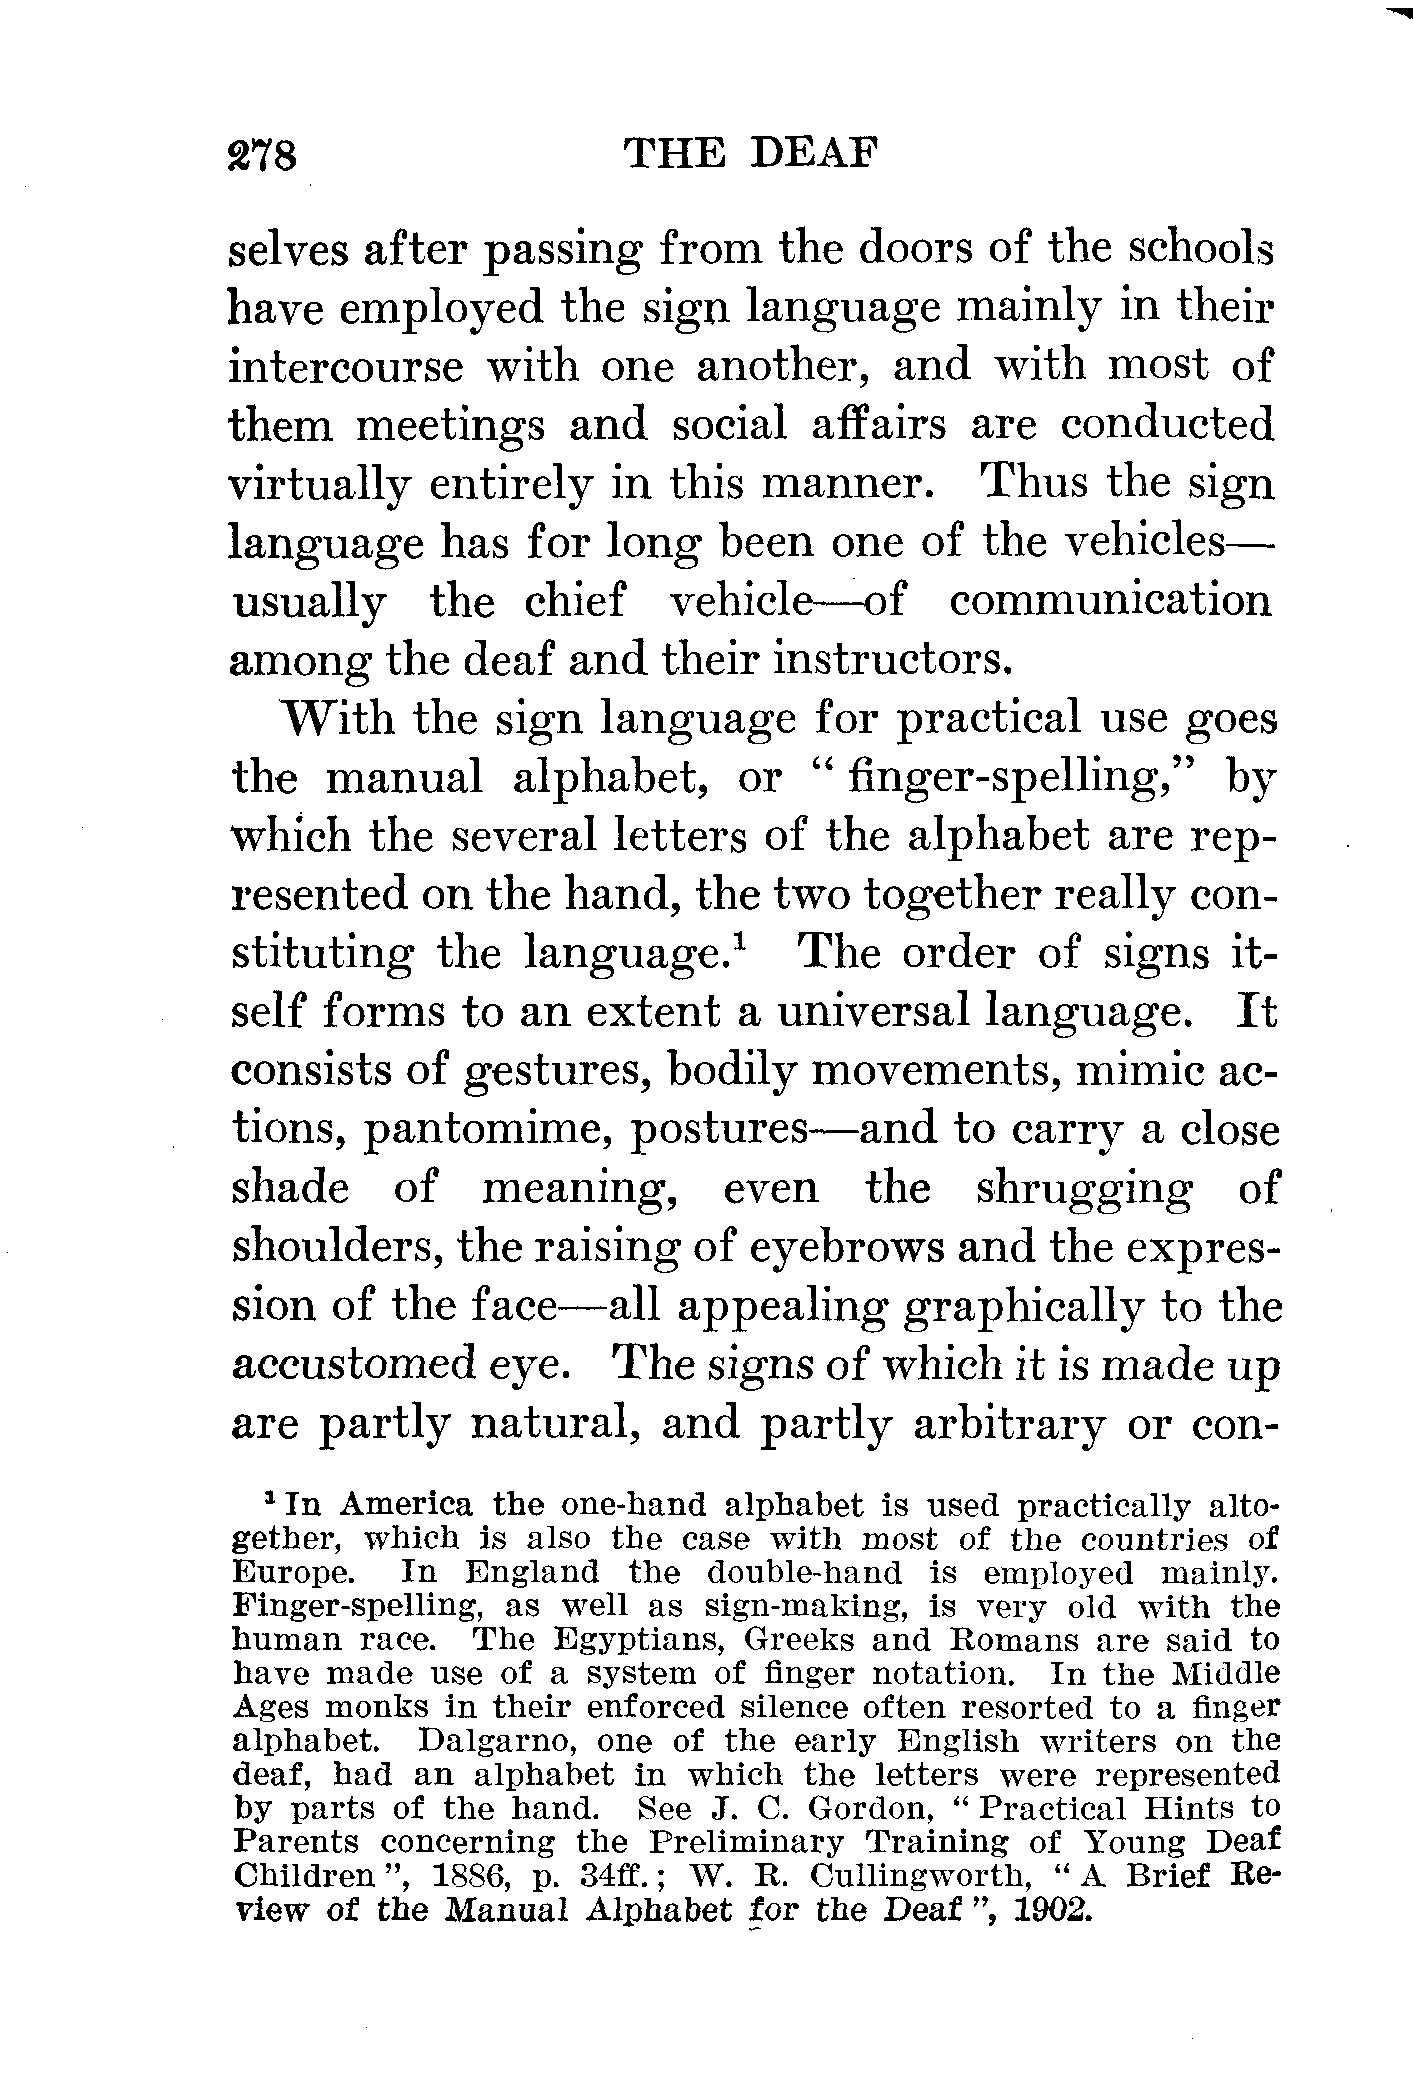 278 THE DEAF
selves after passing from the doors of the schools
have employed the sign language mainly in their
intercourse with one another, and with most of
them meetings and social affairs are conducted
virtually entirely in this manner. Thus the sign
language has for long been one of the vehicles—
usually the chief vehicle—of communication
among the deaf and their instructors.
With the sign language for practical use goes
the manual alphabet, or “ finger-spelling,” by
which the several letters of the alphabet are rep-
resented on the hand, the two together really con-
stituting the language.¹ The order of signs it-
self forms to an extent a universal language. It
consists of gestures, bodily movements, mimic ac-
tions, pantomime, postures—and to carry a close
shade of meaning, even the shrugging of
shoulders, the raising of eyebrows and the expres-
sion of the face—all appealing graphically to the
accustomed eye. The signs of which it is made up
are partly natural, and partly arbitrary or con-
¹ In America the one-hand alphabet is used practically alto-
gether, which is also the case with most of the countries of
Europe. In England the double-hand is employed mainly.
Finger-spelling, as well as sign-making, is very old with the
human race. The Egyptians, Greeks and Romans are said to
have made use of a system of finger notation. In the Middle
Ages monks in their enforced silence often resorted to a finger
alphabet. Dalgarno, one of the early English writers on the
deaf, had an alphabet in which the letters were represented
by parts of the hand. See J. C. Gordon, “ Practical Hints to
Parents concerning the Preliminary Training of Young Deaf
Children ”, 1886, p. 34ff.; W. R. Cullingworth, “ A Brief Re-
view of the Manual Alphabet for the Deaf ”, 1902.